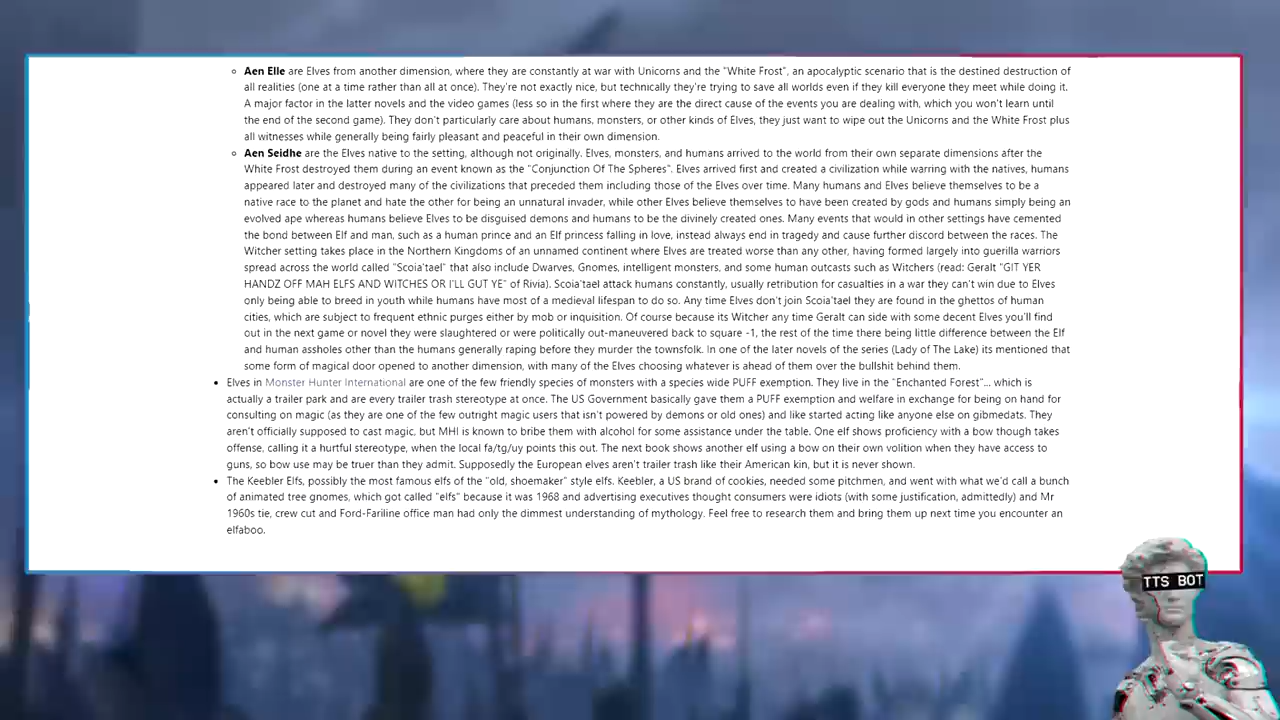 Aen Elle are Elves from another dimension, where they are constantly at war with Unicorns and the "White Frost", an apocalyptic scenario that is the destined destruction of
all realities (one at a time rather than all at once). They're not exactly nice, but technically they're trying to save all worlds even if they kill everyone they meet while doing it.
A major factor in the latter novels and the video games (less so in the first where they are the direct cause of the events you are dealing with, which you won't learn until
the end of the second game). They don't particularly care about humans, monsters, or other kinds of Elves, they just want to wipe out the Unicorns and the White Frost plus
all witnesses while generally being fairly pleasant and peaceful in their own dimension.
Aen Seidhe are the Elves native to the setting, although not originally. Elves, monsters, and humans arrived to the world from their own separate dimensions after the
White Frost destroyed them during an event known as the "Conjunction Of The Spheres". Elves arrived first and created a civilization while warring with the natives, humans
appeared later and destroyed many of the civilizations that preceded them including those of the Elves over time. Many humans and Elves believe themselves to be a
native race to the planet and hate the other for being an unnatural invader, while other Elves believe themselves to have been created by gods and humans simply being an
evolved ape whereas humans believe Elves to be disguised demons and humans to be the divinely created ones. Many events that would in other settings have cemented
the bond between Elf and man, such as a human prince and an Elf princess falling in love, instead always end in tragedy and cause further discord between the races. The
Witcher setting takes place in the Northern Kingdoms of an unnamed continent where Elves are treated worse than any other, having formed largely into guerilla warriors
spread across the world called "Scoia'tael" that also include Dwarves, Gnomes, intelligent monsters, and some human outcasts such as Witchers (read: Geralt "GIT YER
HANDZ OFF MAH ELFS AND WITCHES OR I'LL GUT YE" of Rivia). Scoia'tael attack humans constantly, usually retribution for casualties in a war they can't win due to Elves
only being able to breed in youth while humans have most of a medieval lifespan to do so. Any time Elves don't join Scoia'tael they are found in the ghettos of human
cities, which are subject to frequent ethnic purges either by mob or inquisition. Of course because its Witcher any time Geralt can side with some decent Elves you'll find
out in the next game or novel they were slaughtered or were politically out-maneuvered back to square -1, the rest of the time there being little difference between the Elf
and human assholes other than the humans generally raping before they murder the townsfolk. In one of the later novels of the series (Lady of The Lake) its mentioned that
some form of magical door opened to another dimension, with many of the Elves choosing whatever is ahead of them over the bullshit behind them.
Elves in Monster Hunter International are one of the few friendly species of monsters with a species wide PUFF exemption. They live in the "Enchanted Forest"... which is
actually a trailer park and are every trailer trash stereotype at once. The US Government basically gave them a PUFF exemption and welfare in exchange for being on hand for
consulting on magic (as they are one of the few outright magic users that isn't powered by demons or old ones) and like started acting like anyone else on gibmedats. They
aren't officially supposed to cast magic, but MHI is known to bribe them with alcohol for some assistance under the table. One elf shows proficiency with a bow though takes
offense, calling it a hurtful stereotype, when the local fa/tg/uy points this out. The next book shows another elf using a bow on their own volition when they have access to
guns, so bow use may be truer than they admit. Supposedly the European elves aren't trailer trash like their American kin, but it is never shown.
The Keebler Elfs, possibly the most famous elfs of the "old, shoemaker" style elfs. Keebler, a US brand of cookies, needed some pitchmen, and went with what we'd call a bunch
of animated tree gnomes, which got called "elfs" because it was 1968 and advertising executives thought consumers were idiots (with some justification, admittedly) and Mr
1960s tie, crew cut and Ford-Fariline office man had only the dimmest understanding of mythology. Feel free to research them and bring them up next time you encounter an
elfaboo.
TTS BOT